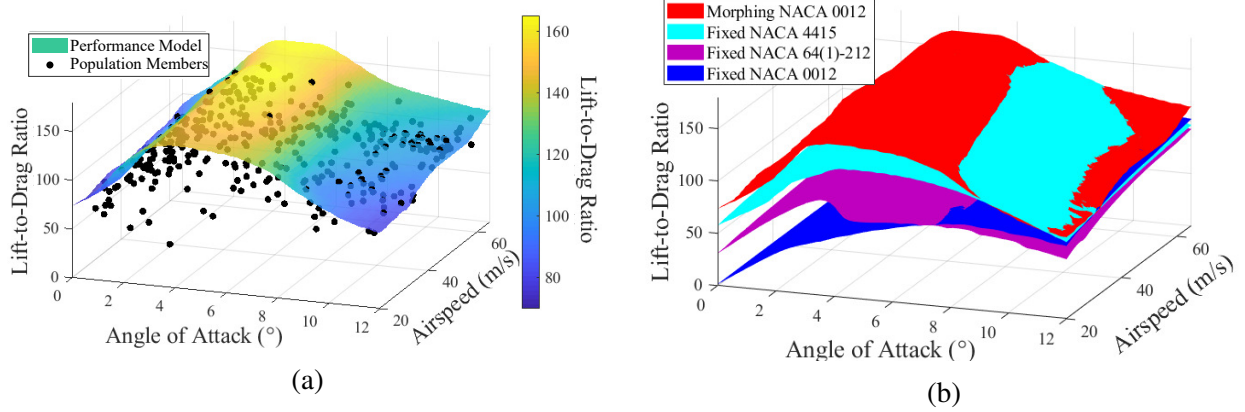 Performance Model
Population Members
Lift-to-Drag Ratio
150
100
50
0
0
2
4
6
8
10
12
Angle of Attack (°)
20
40
60
Airspeed (m/s)
160
140
120
100
80
Lift-to-Drag Ratio
(a)
Morphing NACA 0012
Fixed NACA 4415
Fixed NACA 64(1)-212
Fixed NACA 0012
Lift-to-Drag Ratio
150
100
50
0
0
2
4
6
8
10
12
Angle of Attack (°)
20
40
60
Airspeed (m/s)
(b)